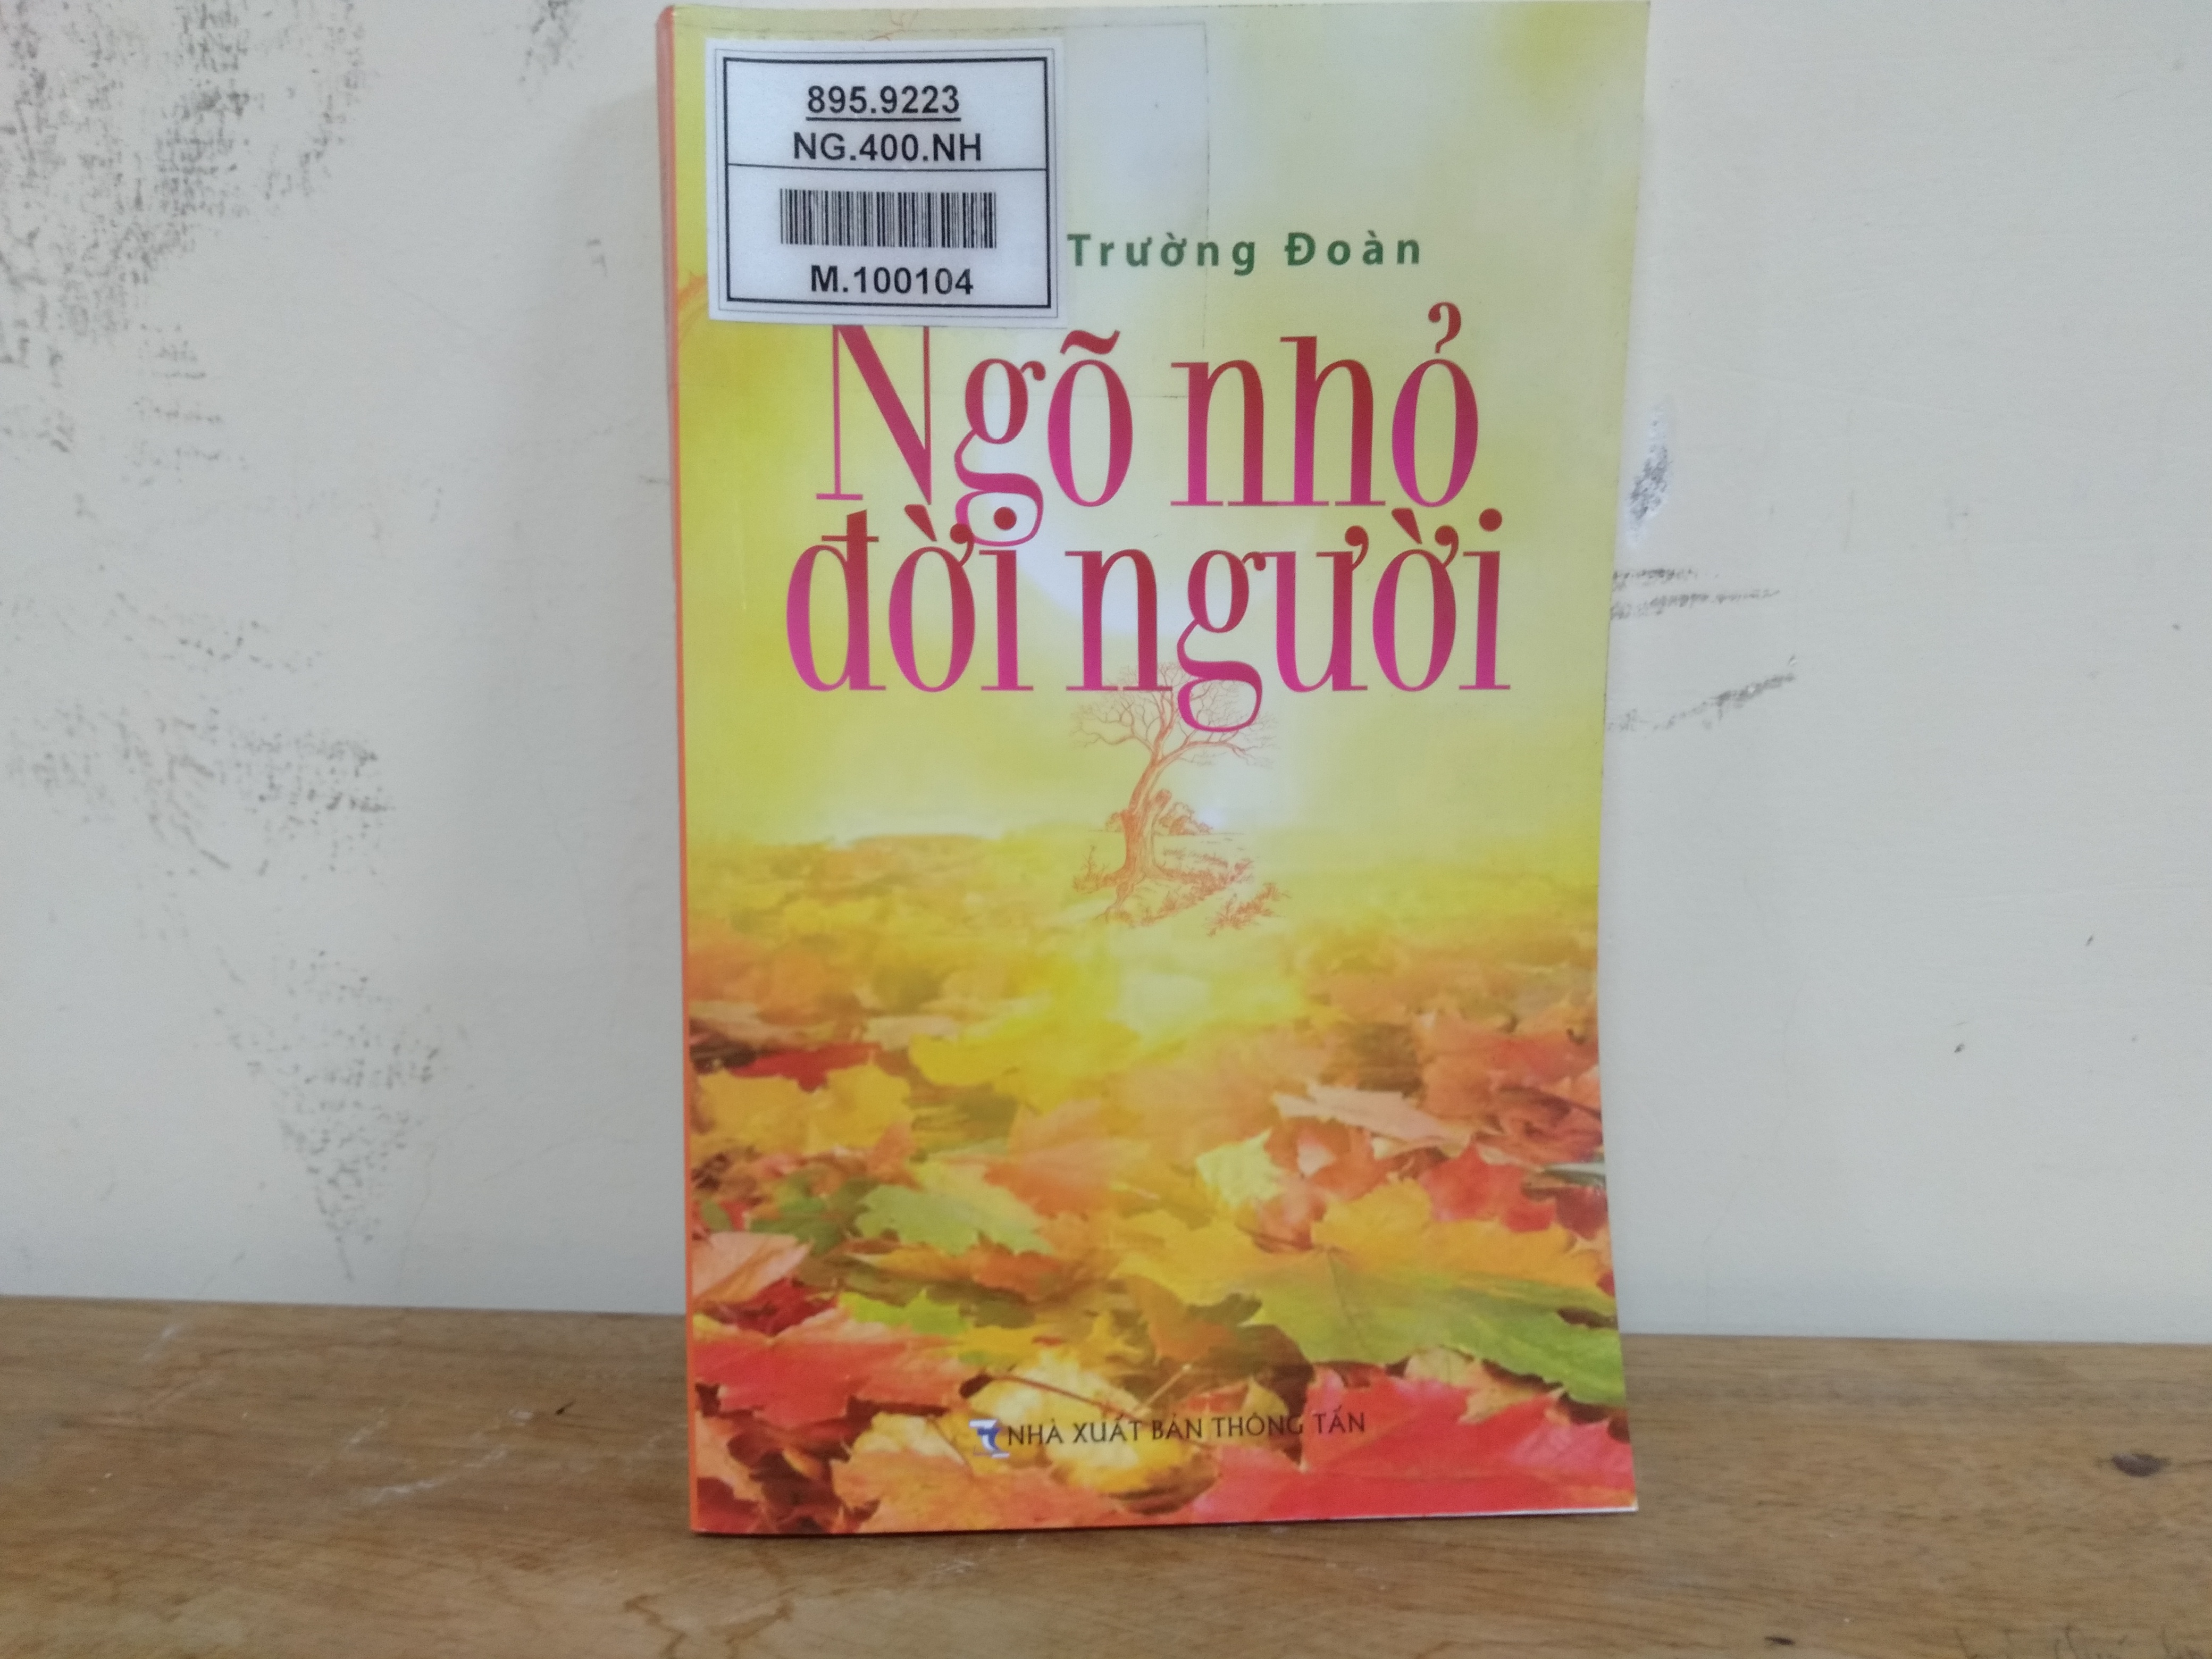 895.9223
NG.400.NH
M.100104
Trường Đoàn
Ngõ nhỏ
đời người
NHÀ XUẤT BẢN THÔNG TẤN